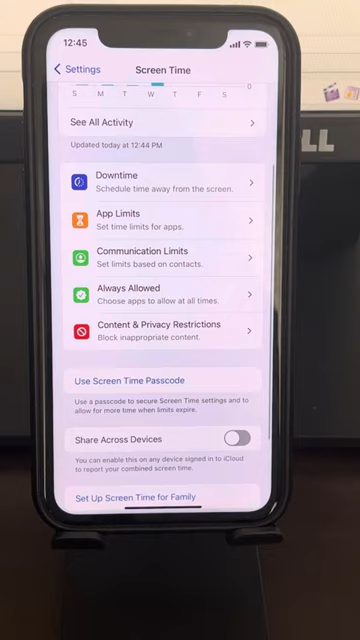 12:45
Settings
Screen Time
0
S M T W T F S
See All Activity
Updated today at 12:44 PM
Downtime
Schedule time away from the screen.
App Limits
Set time limits for apps.
Communication Limits
Set limits based on contacts.
Always Allowed
Choose apps to allow at all times.
Content & Privacy Restrictions
Block inappropriate content.
Use Screen Time Passcode
Use a passcode to secure Screen Time settings and to
allow for more time when limits expire.
Share Across Devices
You can enable this on any device signed in to iCloud
to report your combined screen time.
Set Up Screen Time for Family
LL